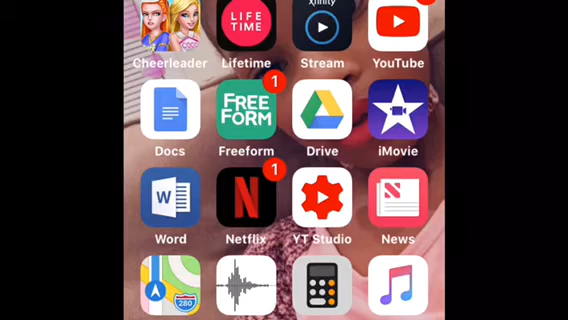 xfinity
LIFE
TIME
Cheerleader Lifetime Stream YouTube
1
FREE
FORM
Docs Freeform Drive iMovie
1
W N
Word Netflix YT Studio News
280